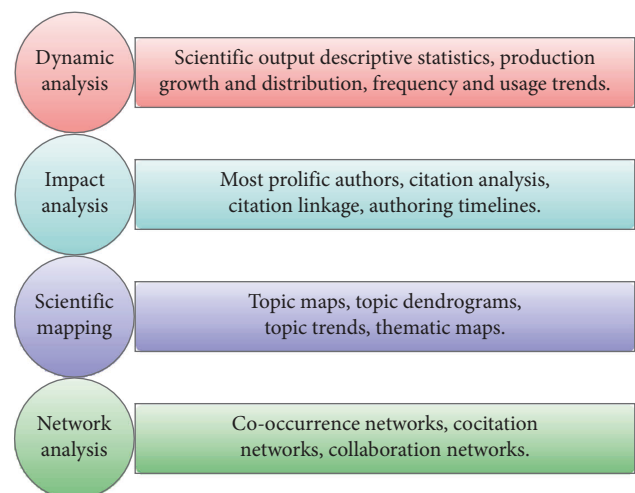 Dynamic
analysis
Scientific output descriptive statistics, production
growth and distribution, frequency and usage trends.
Impact
analysis
Most prolific authors, citation analysis,
citation linkage, authoring timelines.
Scientific
mapping
Topic maps, topic dendrograms,
topic trends, thematic maps.
Network
analysis
Co-occurrence networks, cocitation
networks, collaboration networks.